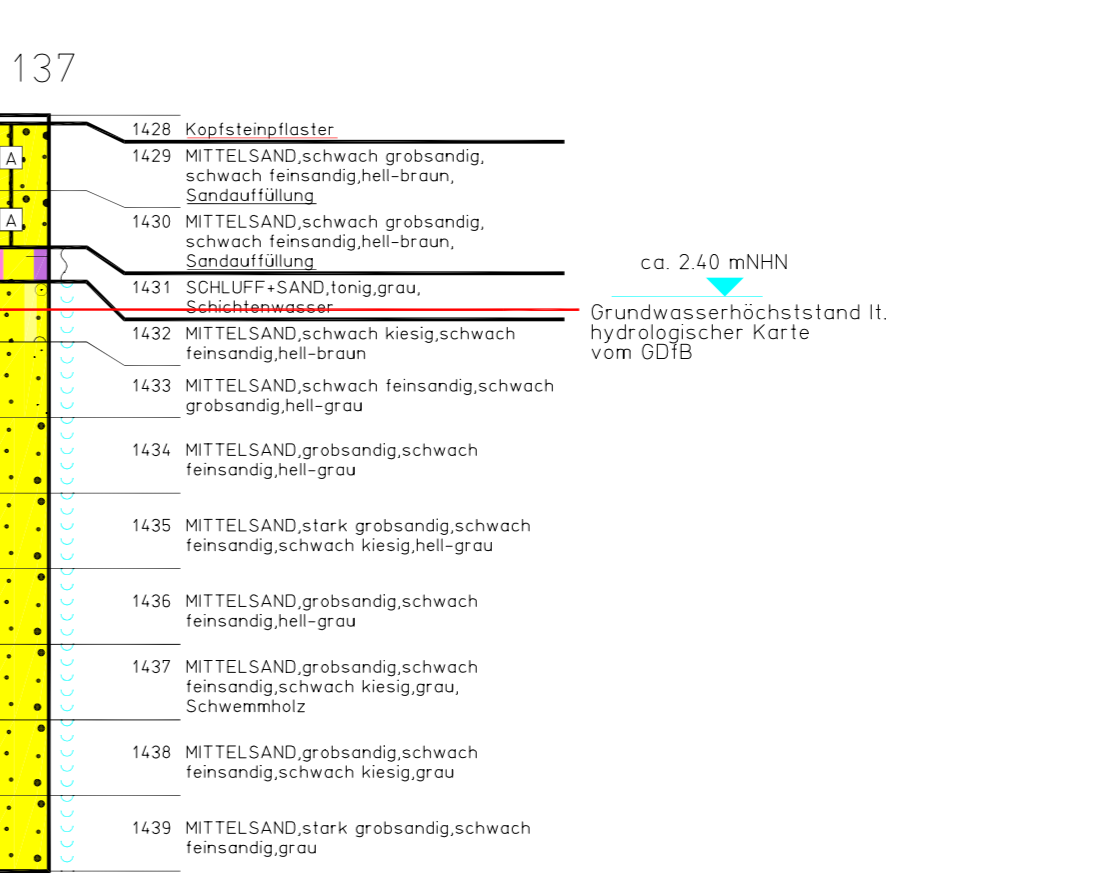 137
1428 Kopfsteinpflaster
1429 MITTELSAND,schwach grobsandig,
schwach feinsandig,hell-braun,
Sandauffüllung
A
1430 MITTELSAND,schwach grobsandig,
schwach feinsandig,hell-braun,
Sandauffüllung
A
1431 SCHLUFF+SAND,tonig,grau,
Schichtenwasser
ca. 2.40 mNHN
Grundwasserhöchststand lt.
hydrologischer Karte
vom GDfB
1432 MITTELSAND,schwach kiesig,schwach
feinsandig,hell-braun
1433 MITTELSAND,schwach feinsandig,schwach
grobsandig,hell-grau
1434 MITTELSAND,grobsandig,schwach
feinsandig,hell-grau
1435 MITTELSAND,stark grobsandig,schwach
feinsandig,schwach kiesig,hell-grau
1436 MITTELSAND,grobsandig,schwach
feinsandig,hell-grau
1437 MITTELSAND,grobsandig,schwach
feinsandig,schwach kiesig,grau,
Schwemmholz
1438 MITTELSAND,grobsandig,schwach
feinsandig,schwach kiesig,grau
1439 MITTELSAND,stark grobsandig,schwach
feinsandig,grau